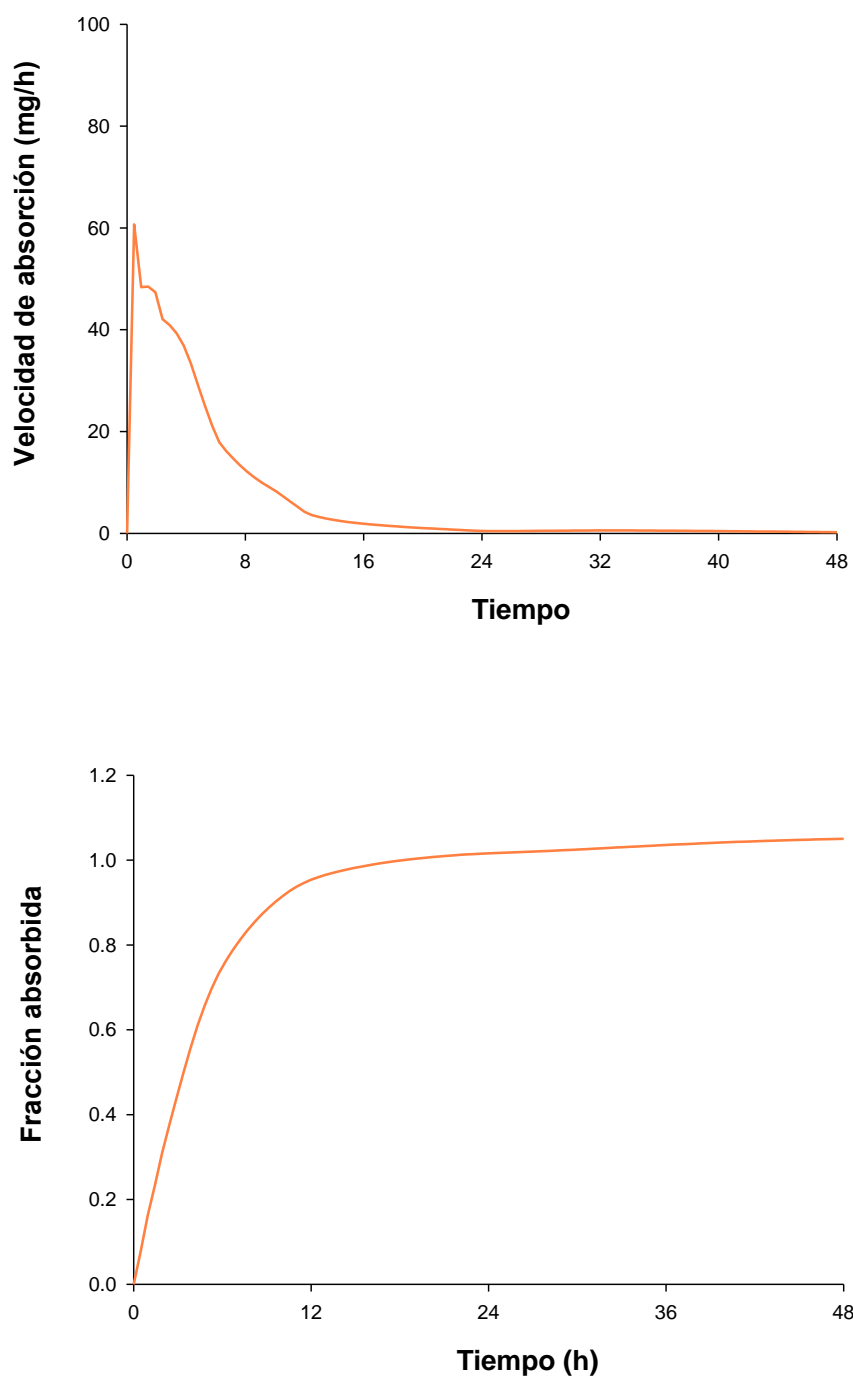 100
80
60
40
20
0
Velocidad de absorción (mg/h)
0 8 16 24 32 40 48
Tiempo
1.2
1.0
0.8
0.6
0.4
0.2
0.0
Fracción absorbida
0 12 24 36 48
Tiempo (h)